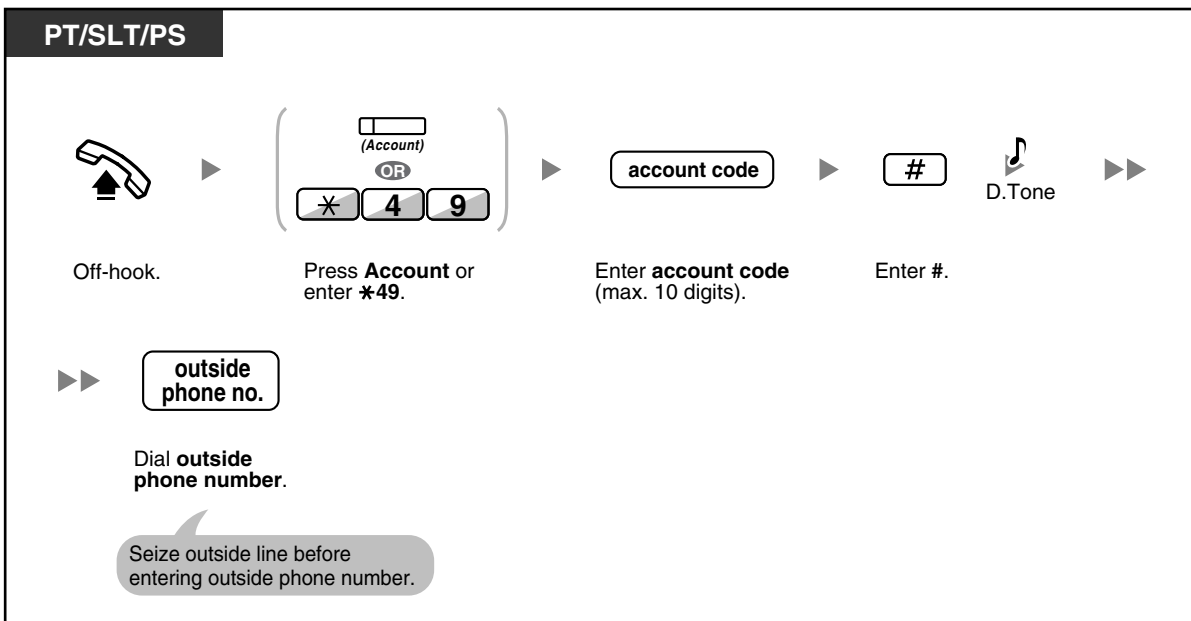 PT/SLT/PS
(Account)
OR
* 4 9
account code
#
D.Tone
Off-hook.
Press Account or
enter *49.
Enter account code
(max. 10 digits).
Enter #.
outside
phone no.
Dial outside
phone number.
Seize outside line before
entering outside phone number.